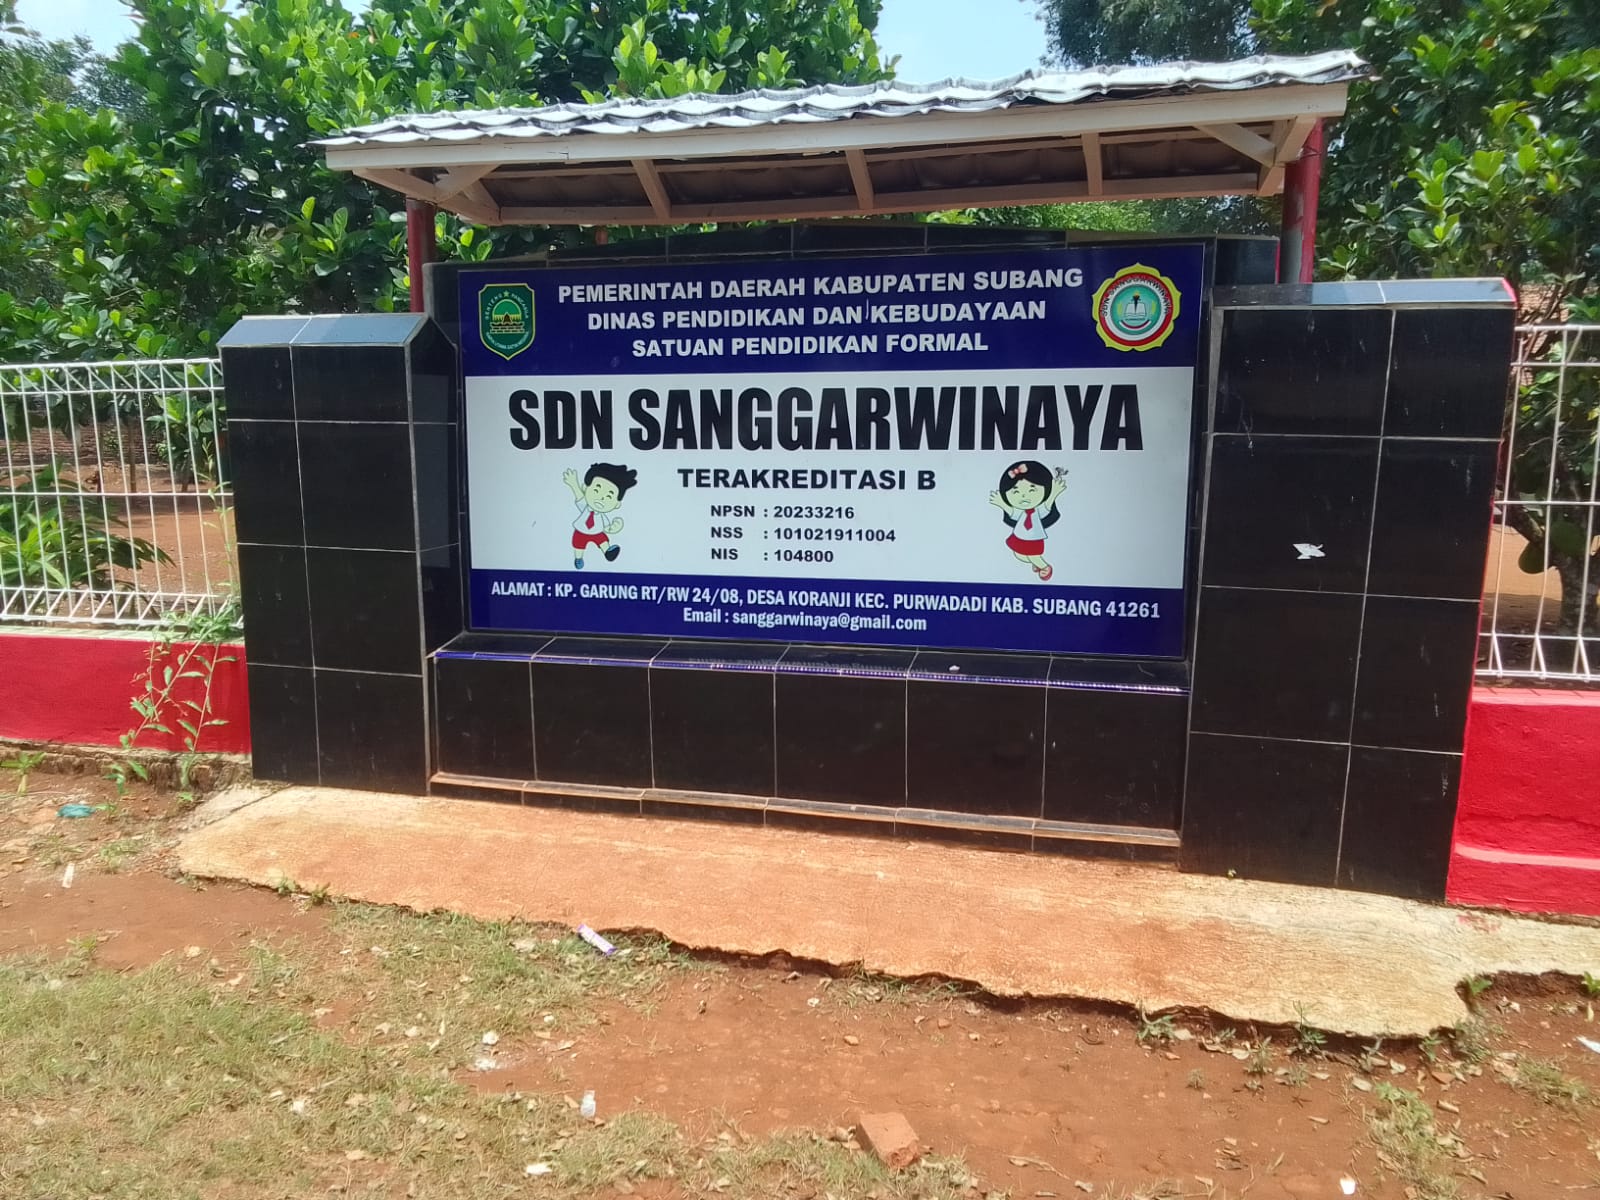 PEMERINTAH DAERAH KABUPATEN SUBANG
DINAS PENDIDIKAN DAN KEBUDAYAAN
SATUAN PENDIDIKAN FORMAL
SDN SANGGARWINAYA
TERAKREDITASI B
NPSN : 20233216
NSS : 101021911004
NIS : 104800
ALAMAT : KP. GARUNG RT/RW 24/08, DESA KORANJI KEC. PURWADADI KAB. SUBANG 41261
Email : sanggarwinaya@gmail.com